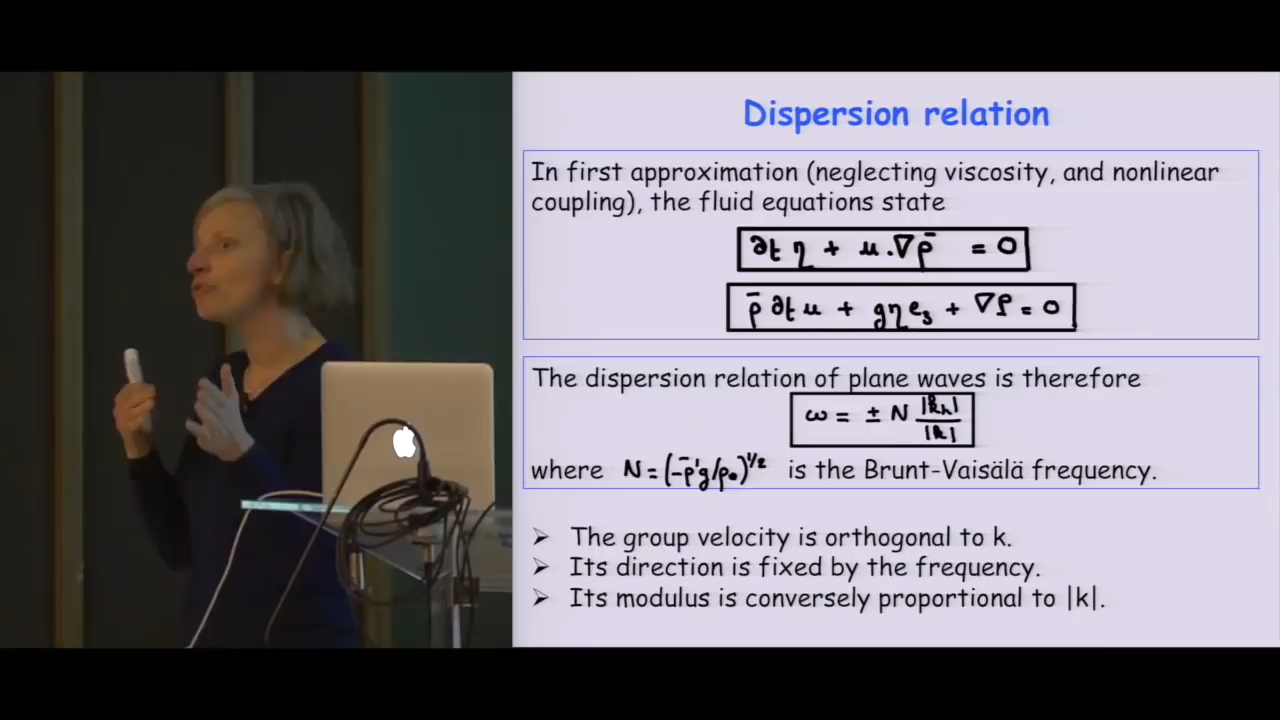 Dispersion relation
In first approximation (neglecting viscosity, and nonlinear
coupling), the fluid equations state
∂t η + u.∇ρ̄ = 0
ρ̄ ∂t u + gηe₃ + ∇P = 0
The dispersion relation of plane waves is therefore
ω = ± N |kₕ|/|k|
where N = (-ρ̄'g/ρ₀)^1/2 is the Brunt-Vaisälä frequency.
➢ The group velocity is orthogonal to k.
➢ Its direction is fixed by the frequency.
➢ Its modulus is conversely proportional to |k|.